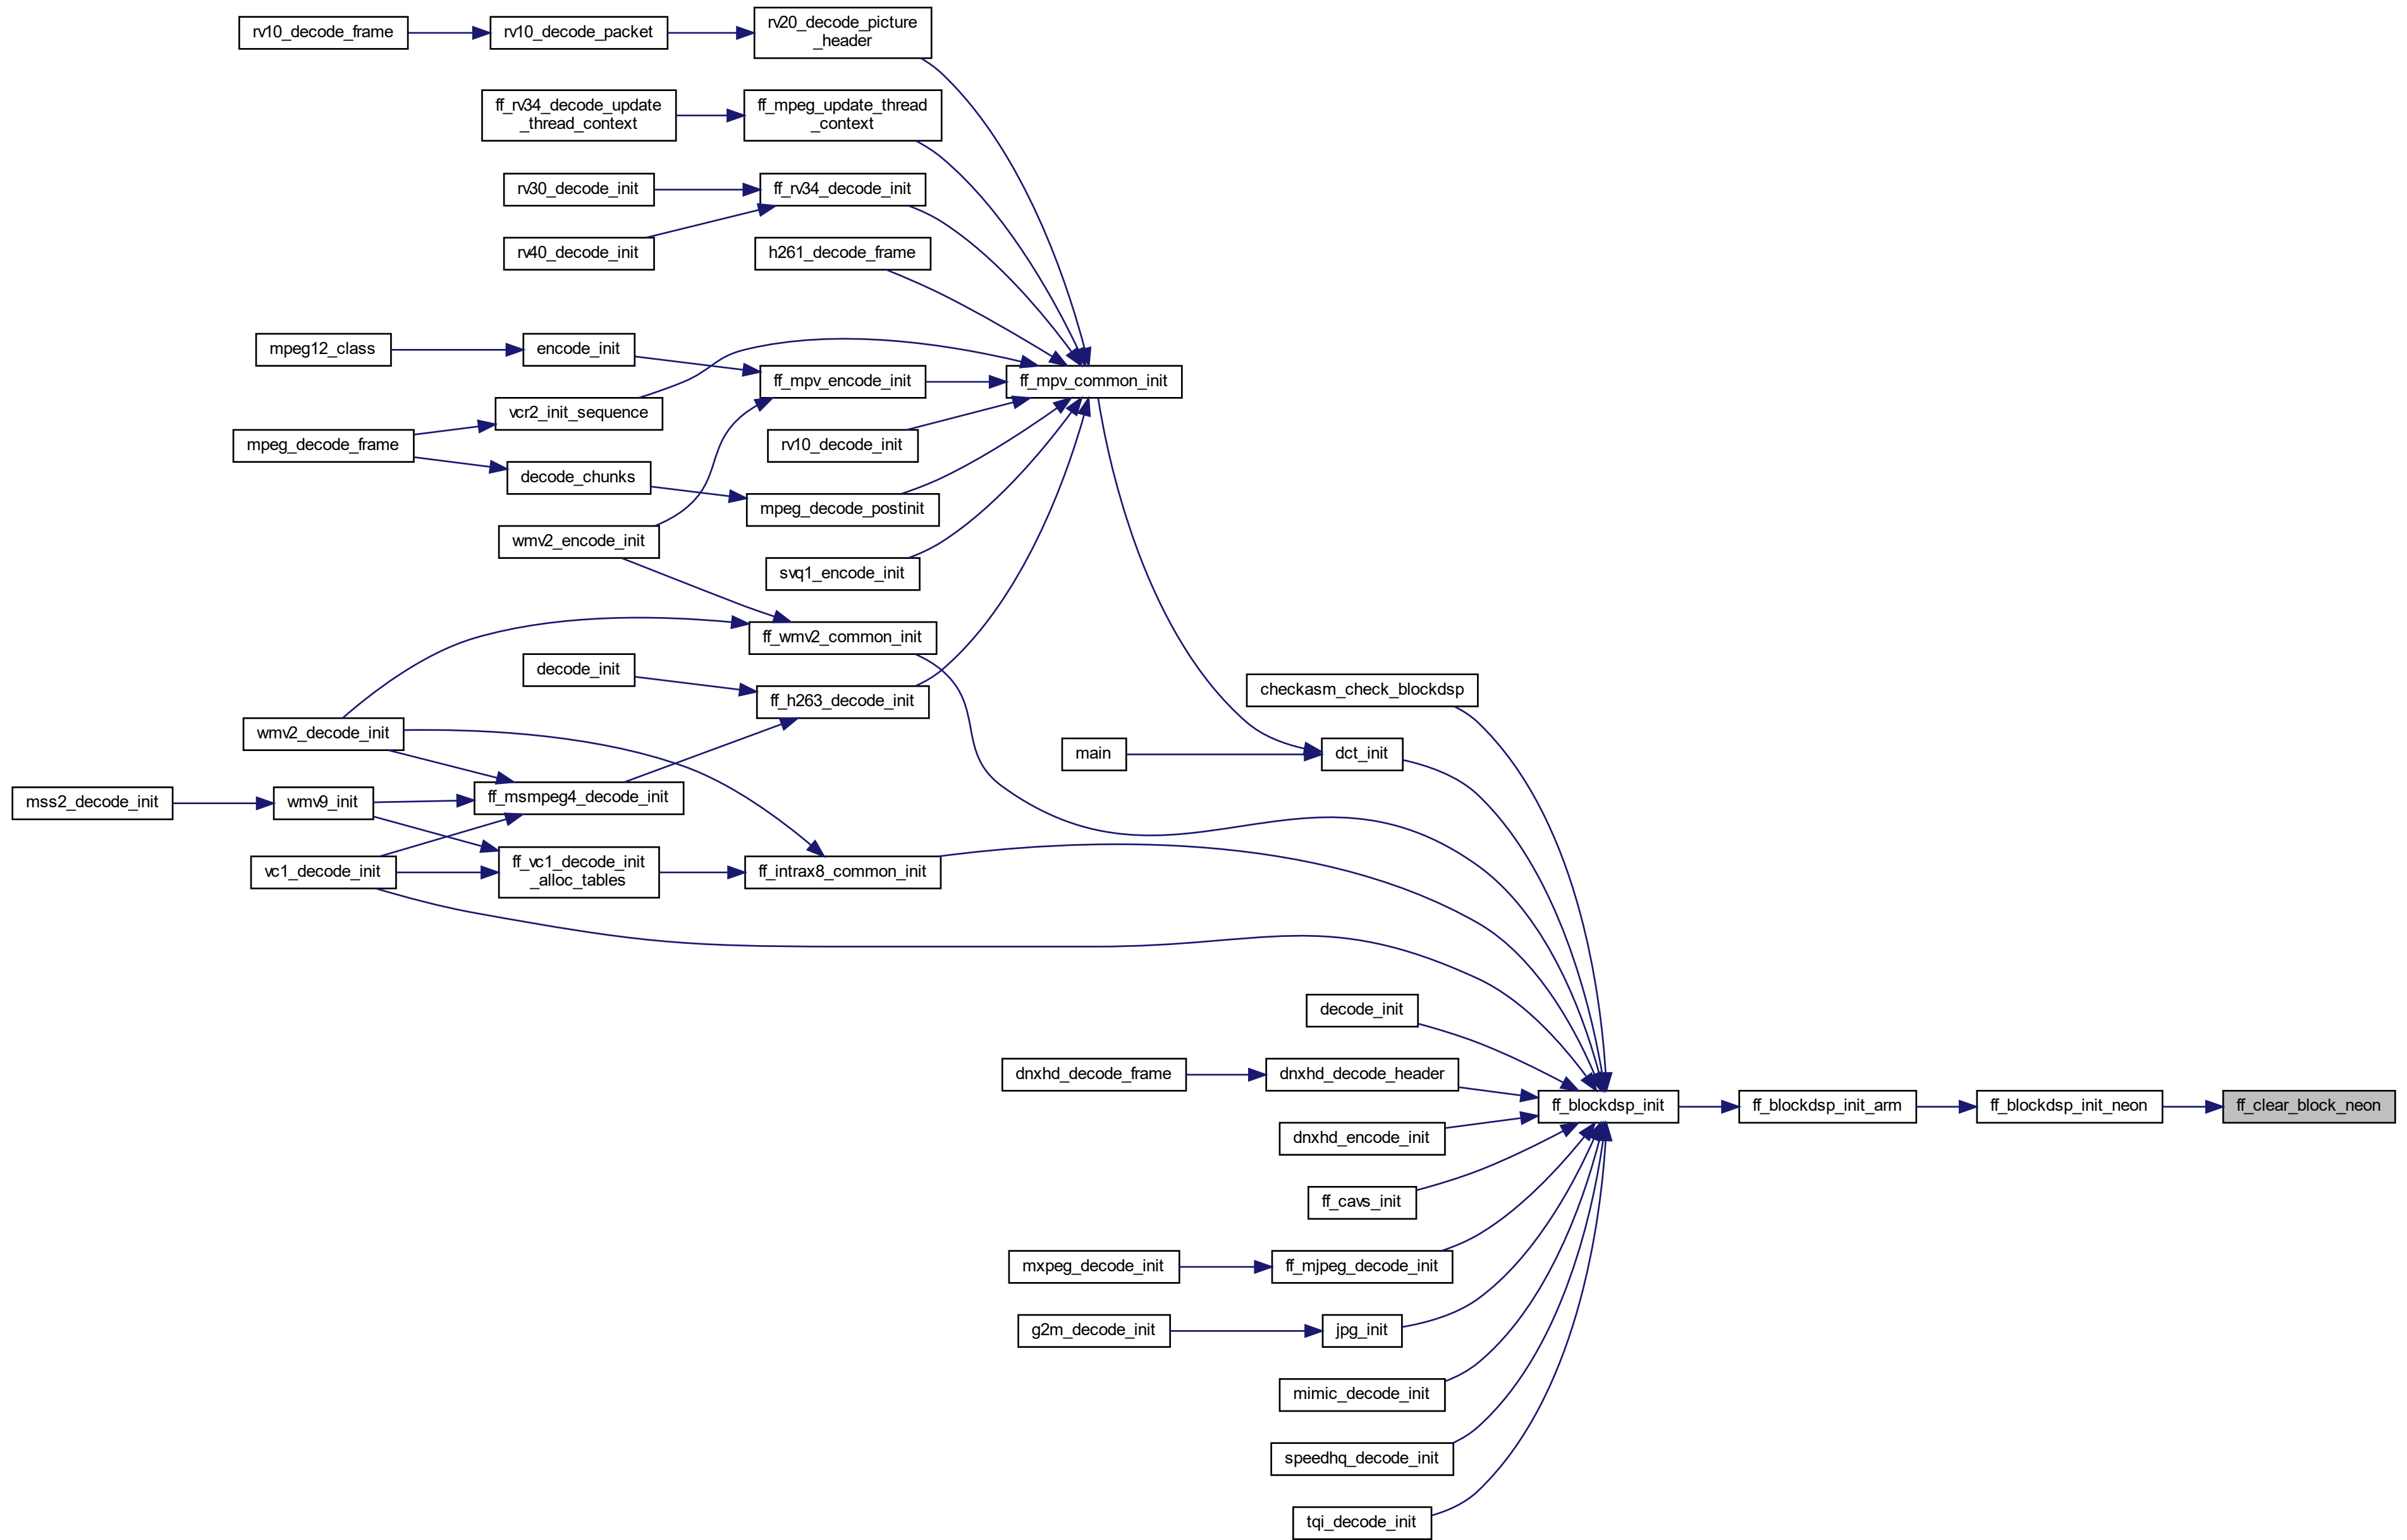 rv10_decode_frame
rv10_decode_packet
rv20_decode_picture
_header
ff_rv34_decode_update
_thread_context
ff_mpeg_update_thread
_context
rv30_decode_init
ff_rv34_decode_init
rv40_decode_init
h261_decode_frame
mpeg12_class
encode_init
ff_mpv_encode_init
ff_mpv_common_init
vcr2_init_sequence
mpeg_decode_frame
rv10_decode_init
decode_chunks
mpeg_decode_postinit
wmv2_encode_init
svq1_encode_init
ff_wmv2_common_init
decode_init
ff_h263_decode_init
checkasm_check_blockdsp
wmv2_decode_init
main
dct_init
mss2_decode_init
wmv9_init
ff_msmpeg4_decode_init
vc1_decode_init
ff_vc1_decode_init
_alloc_tables
ff_intrax8_common_init
decode_init
dnxhd_decode_frame
dnxhd_decode_header
ff_blockdsp_init
ff_blockdsp_init_arm
ff_blockdsp_init_neon
ff_clear_block_neon
dnxhd_encode_init
ff_cavs_init
mxpeg_decode_init
ff_mjpeg_decode_init
g2m_decode_init
jpg_init
mimic_decode_init
speedhq_decode_init
tqi_decode_init